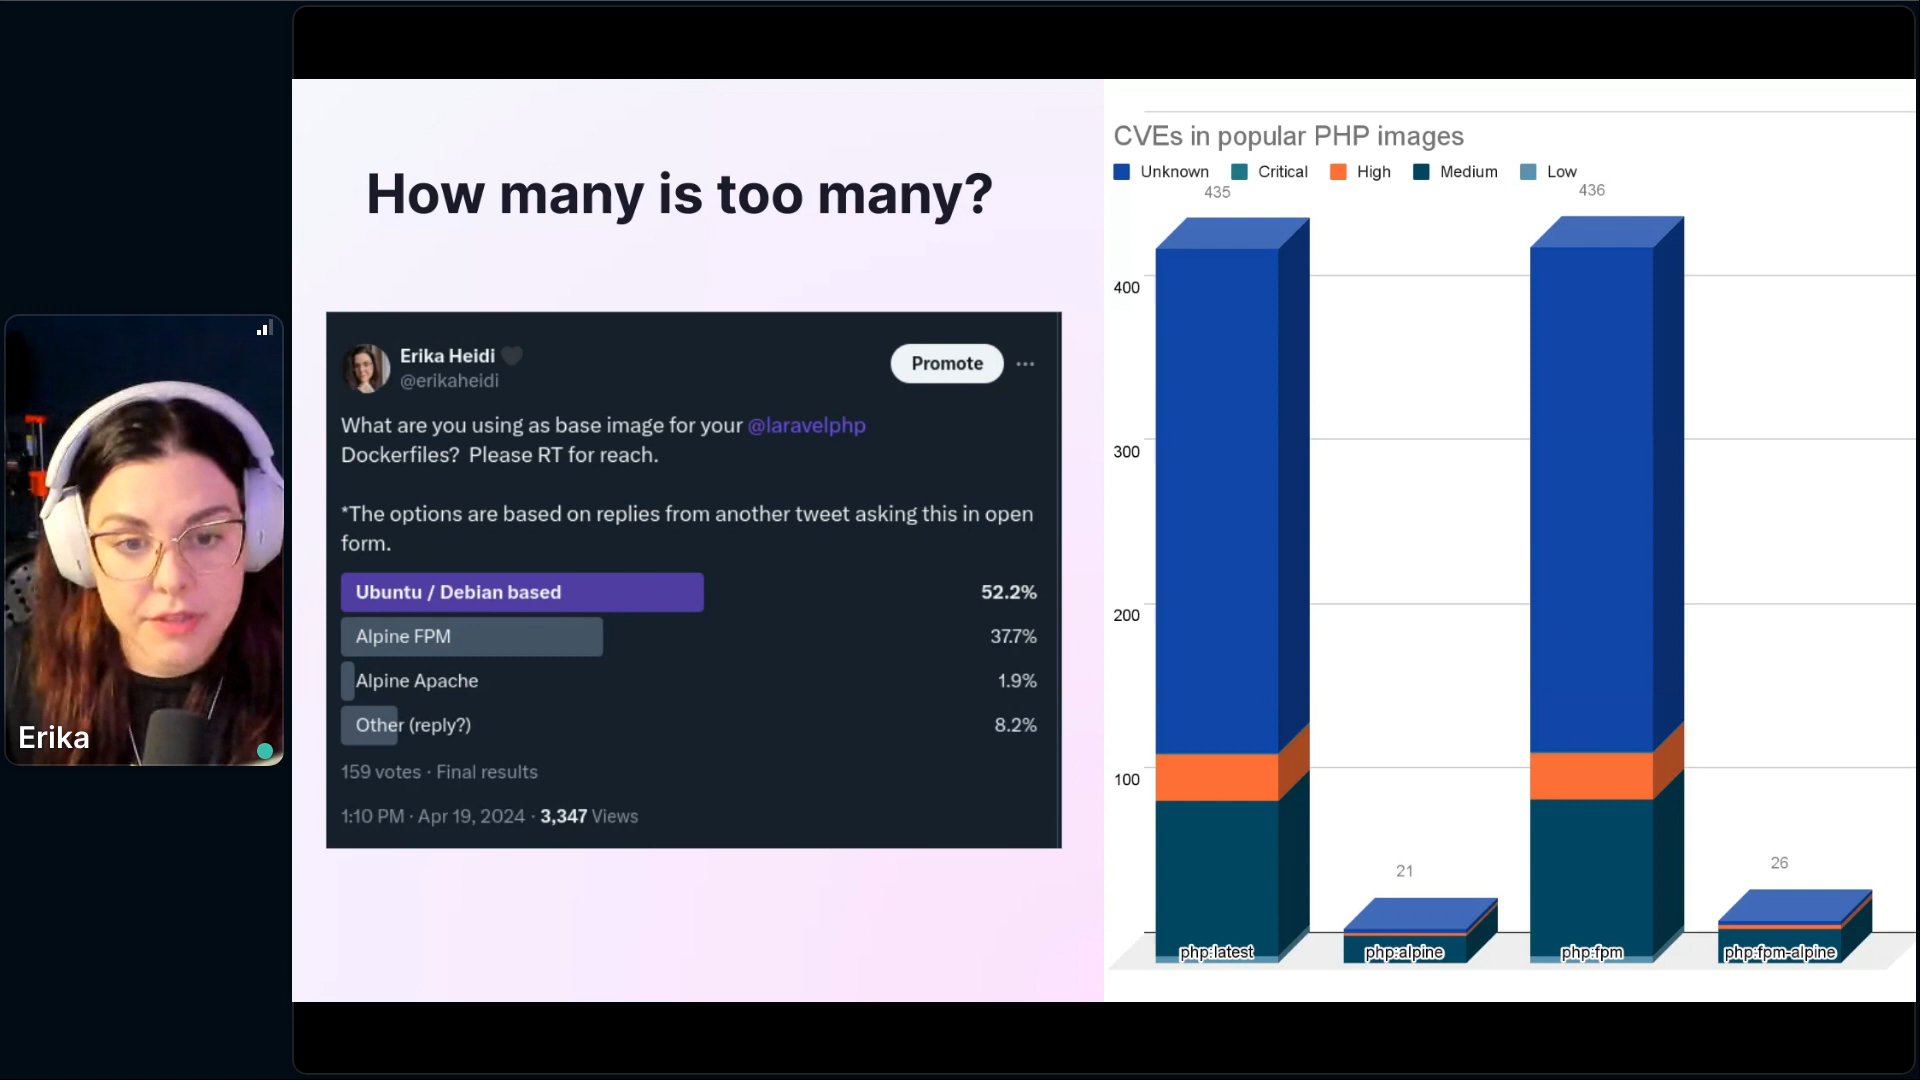 How many is too many?
Erika Heidi
@erikaheidi
Promote
What are you using as base image for your @laravelphp
Dockerfiles? Please RT for reach.
*The options are based on replies from another tweet asking this in open
form.
Ubuntu / Debian based 52.2%
Alpine FPM 37.7%
Alpine Apache 1.9%
Other (reply?) 8.2%
159 votes · Final results
1:10 PM · Apr 19, 2024 · 3,347 Views
CVEs in popular PHP images
Unknown Critical High Medium Low
435
436
400
300
200
100
21
26
php:latest
php:alpine
php:fpm
php:fpm-alpine
Erika